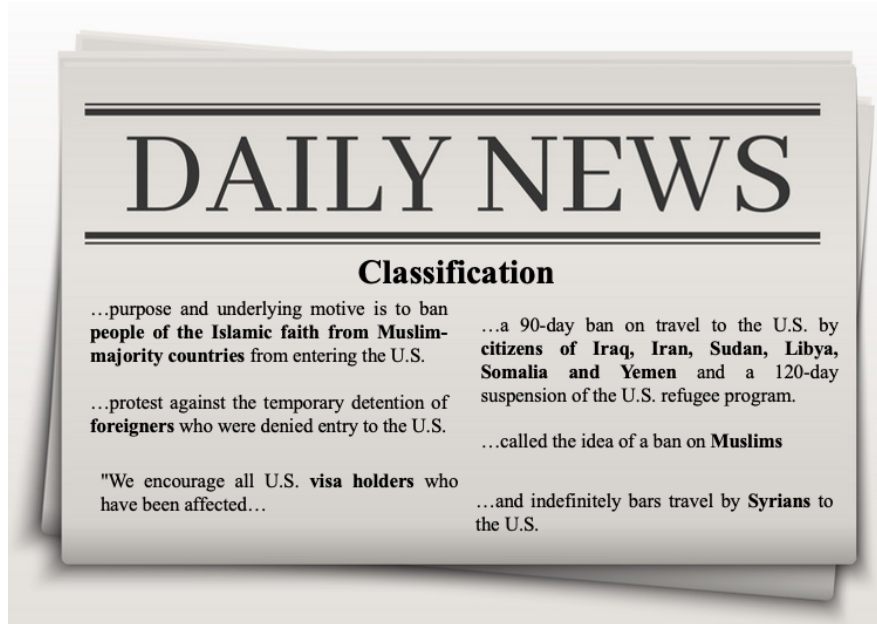 DAILY NEWS
Classification
…purpose and underlying motive is to ban
people of the Islamic faith from Muslim-
majority countries from entering the U.S.
…protest against the temporary detention of
foreigners who were denied entry to the U.S.
"We encourage all U.S. visa holders who
have been affected…
…a 90-day ban on travel to the U.S. by
citizens of Iraq, Iran, Sudan, Libya,
Somalia and Yemen and a 120-day
suspension of the U.S. refugee program.
…called the idea of a ban on Muslims
…and indefinitely bars travel by Syrians to
the U.S.